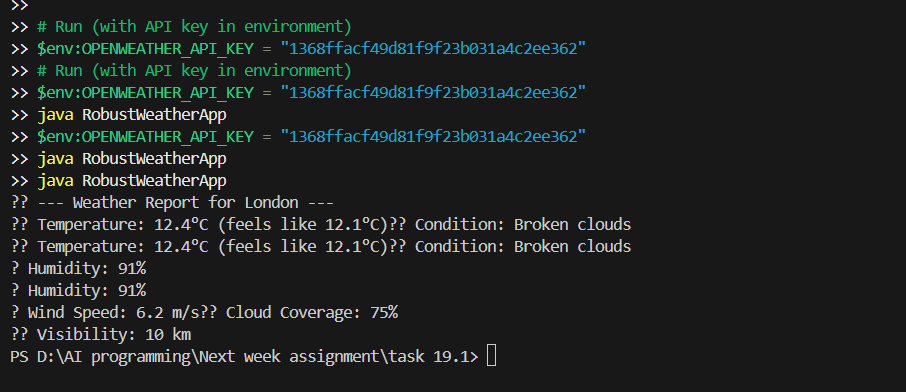 >>
>> # Run (with API key in environment)
>> $env:OPENWEATHER_API_KEY = "1368ffacf49d81f9f23b031a4c2ee362"
>> # Run (with API key in environment)
>> $env:OPENWEATHER_API_KEY = "1368ffacf49d81f9f23b031a4c2ee362"
>> java RobustWeatherApp
>> $env:OPENWEATHER_API_KEY = "1368ffacf49d81f9f23b031a4c2ee362"
>> java RobustWeatherApp
>> java RobustWeatherApp
?? --- Weather Report for London ---
?? Temperature: 12.4°C (feels like 12.1°C)?? Condition: Broken clouds
?? Temperature: 12.4°C (feels like 12.1°C)?? Condition: Broken clouds
? Humidity: 91%
? Humidity: 91%
? Wind Speed: 6.2 m/s?? Cloud Coverage: 75%
?? Visibility: 10 km
PS D:\AI programming\Next week assignment\task 19.1>